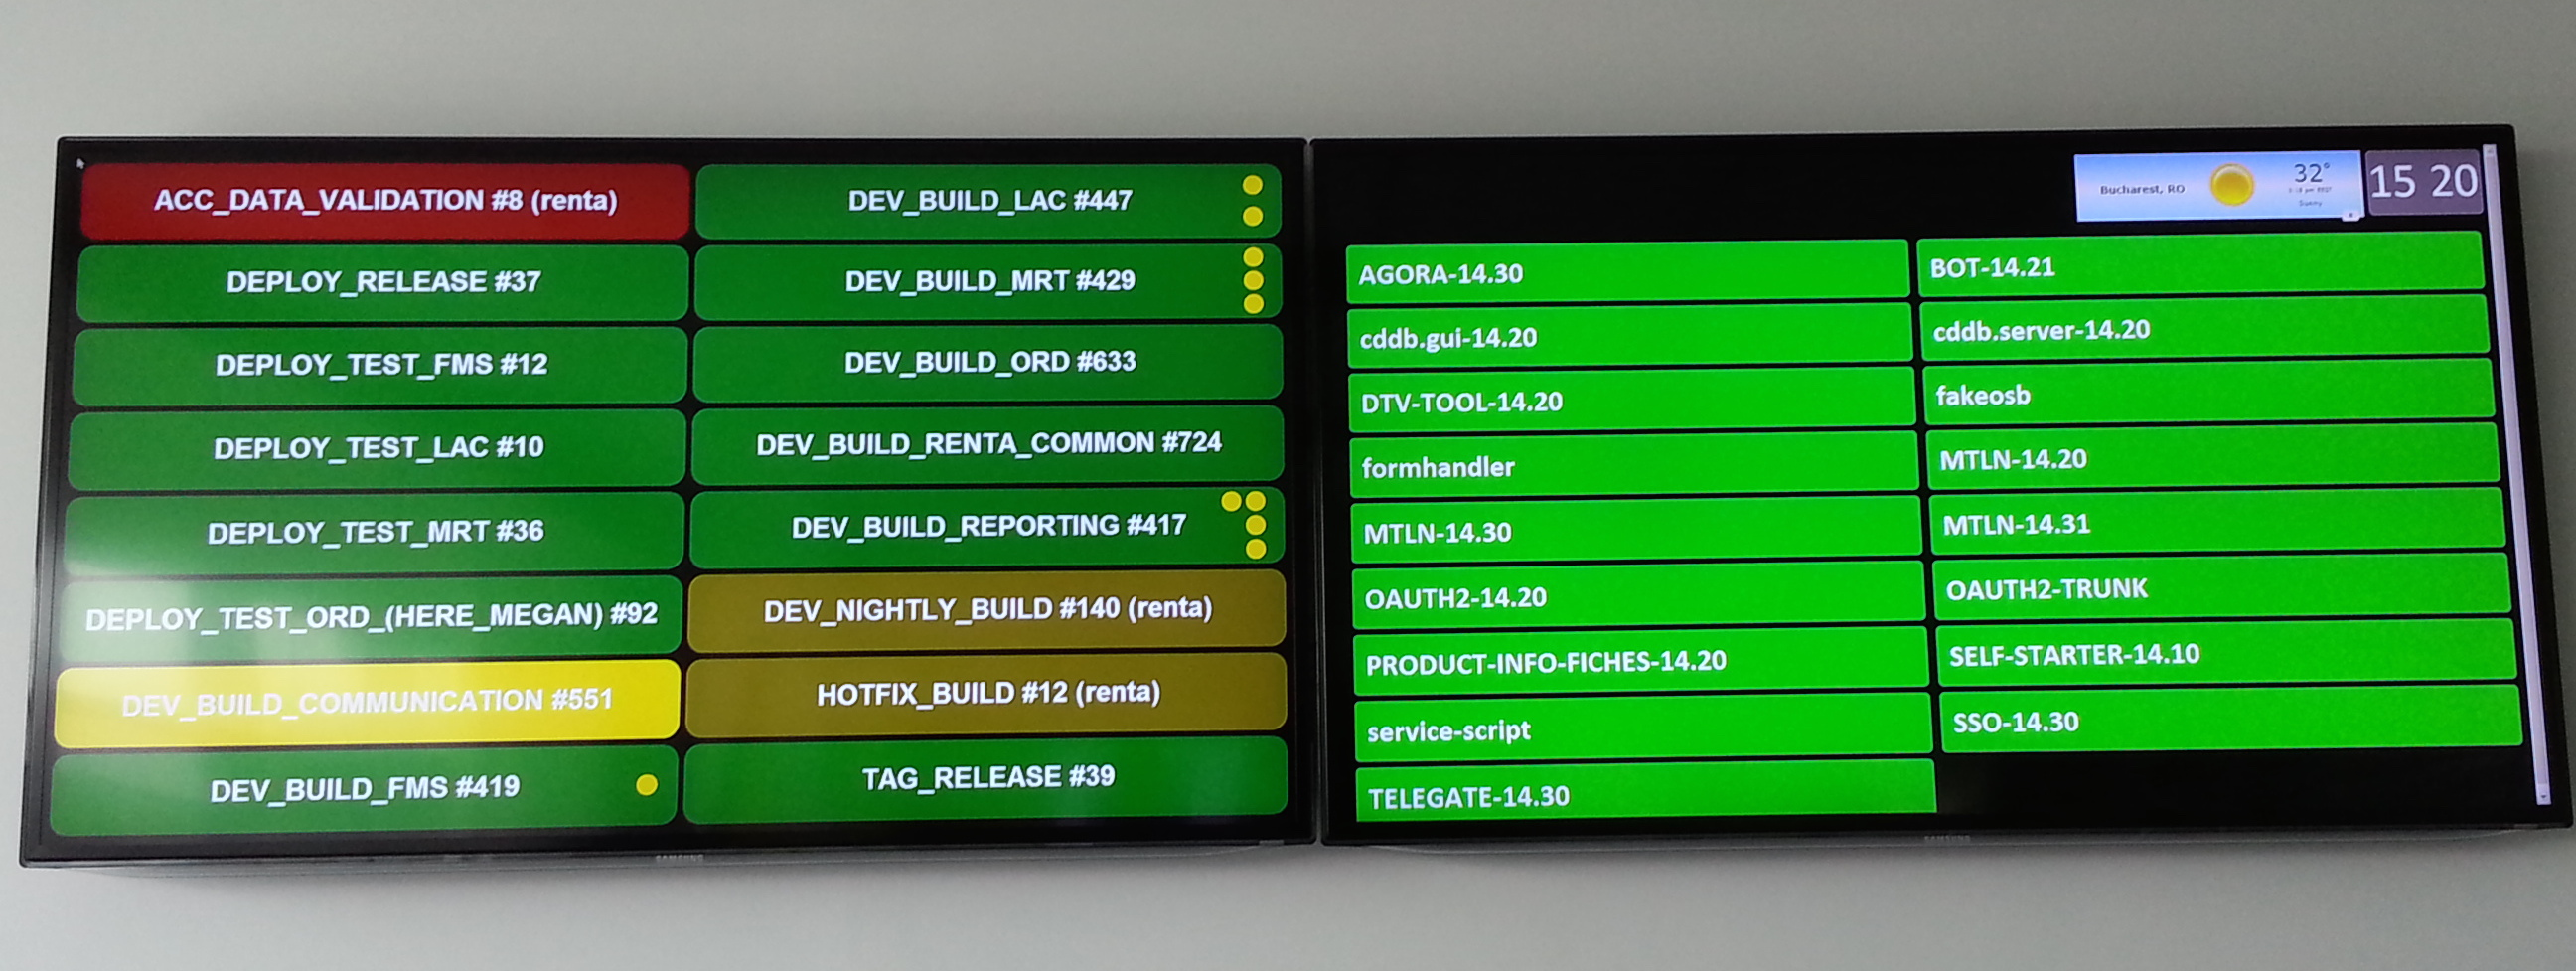 ACC_DATA_VALIDATION #8 (renta)
DEPLOY_RELEASE #37
DEPLOY_TEST_FMS #12
DEPLOY_TEST_LAC #10
DEPLOY_TEST_MRT #36
DEPLOY_TEST_ORD_(HERE_MEGAN) #92
DEV_BUILD_COMMUNICATION #551
DEV_BUILD_FMS #419
DEV_BUILD_LAC #447
DEV_BUILD_MRT #429
DEV_BUILD_ORD #633
DEV_BUILD_RENTA_COMMON #724
DEV_BUILD_REPORTING #417
DEV_NIGHTLY_BUILD #140 (renta)
HOTFIX_BUILD #12 (renta)
TAG_RELEASE #39
SAMSUNG
Bucharest, RO
32°
Sunny
15 20
AGORA-14.30
BOT-14.21
cddb.gui-14.20
cddb.server-14.20
DTV-TOOL-14.20
fakeosb
formhandler
MTLN-14.20
MTLN-14.30
MTLN-14.31
OAUTH2-14.20
OAUTH2-TRUNK
PRODUCT-INFO-FICHES-14.20
SELF-STARTER-14.10
service-script
SSO-14.30
TELEGATE-14.30
SAMSUNG